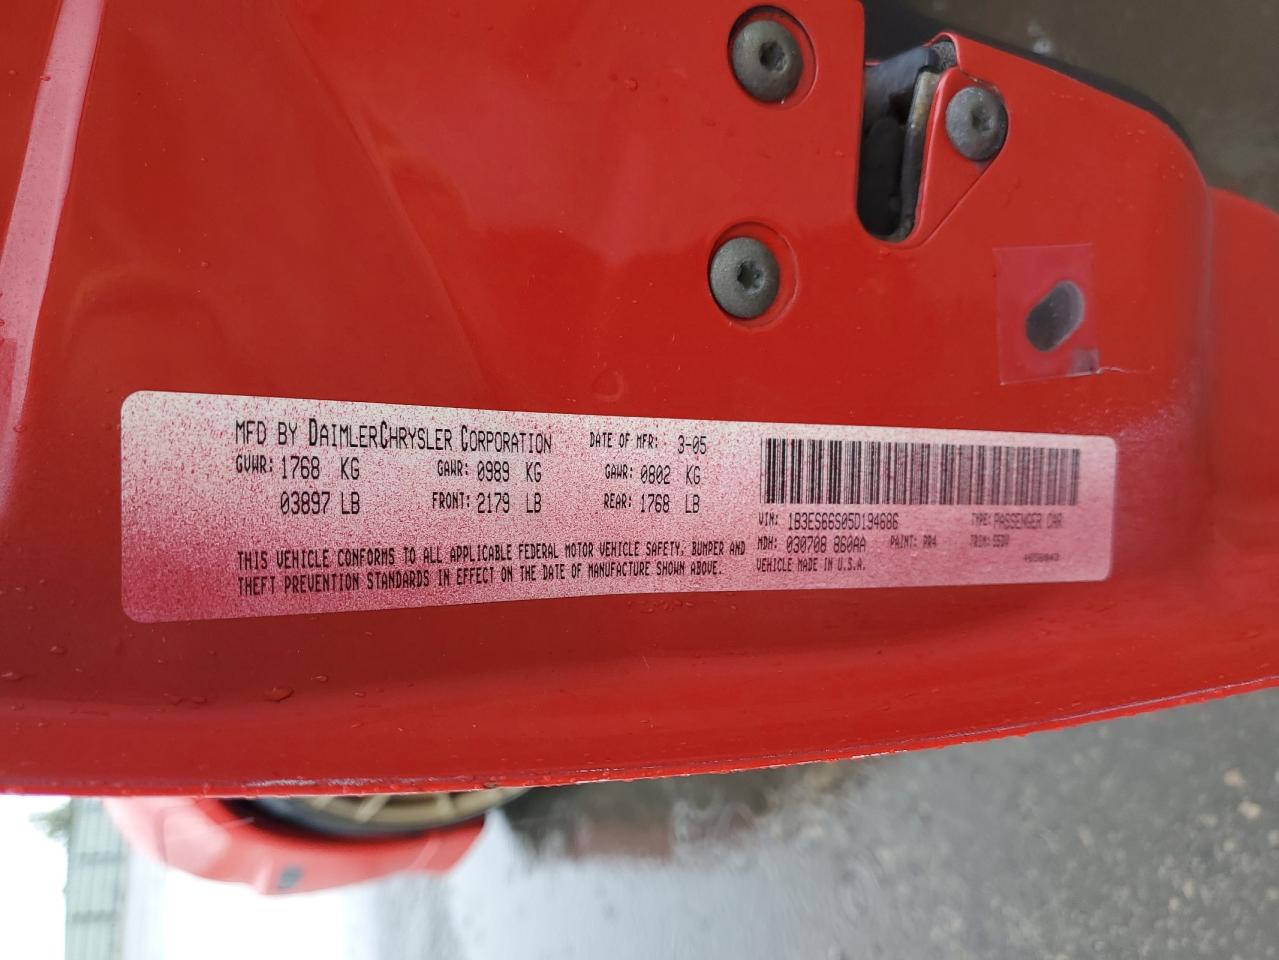 MFD BY DAIMLERCHRYSLER CORPORATION DATE OF MFR: 3-05
GVWR: 1768 KG GAWR: 0989 KG GAWR: 0802 KG
03897 LB FRONT: 2179 LB REAR: 1768 LB
THIS VEHICLE CONFORMS TO ALL APPLICABLE FEDERAL MOTOR VEHICLE SAFETY, BUMPER AND
THEFT PREVENTION STANDARDS IN EFFECT ON THE DATE OF MANUFACTURE SHOWN ABOVE.
VIN: 1B3ES66S05D194686 TYPE: PASSENGER CAR
MDH: 030708 860AA PAINT: PR4 TRIM:
VEHICLE MADE IN U.S.A.